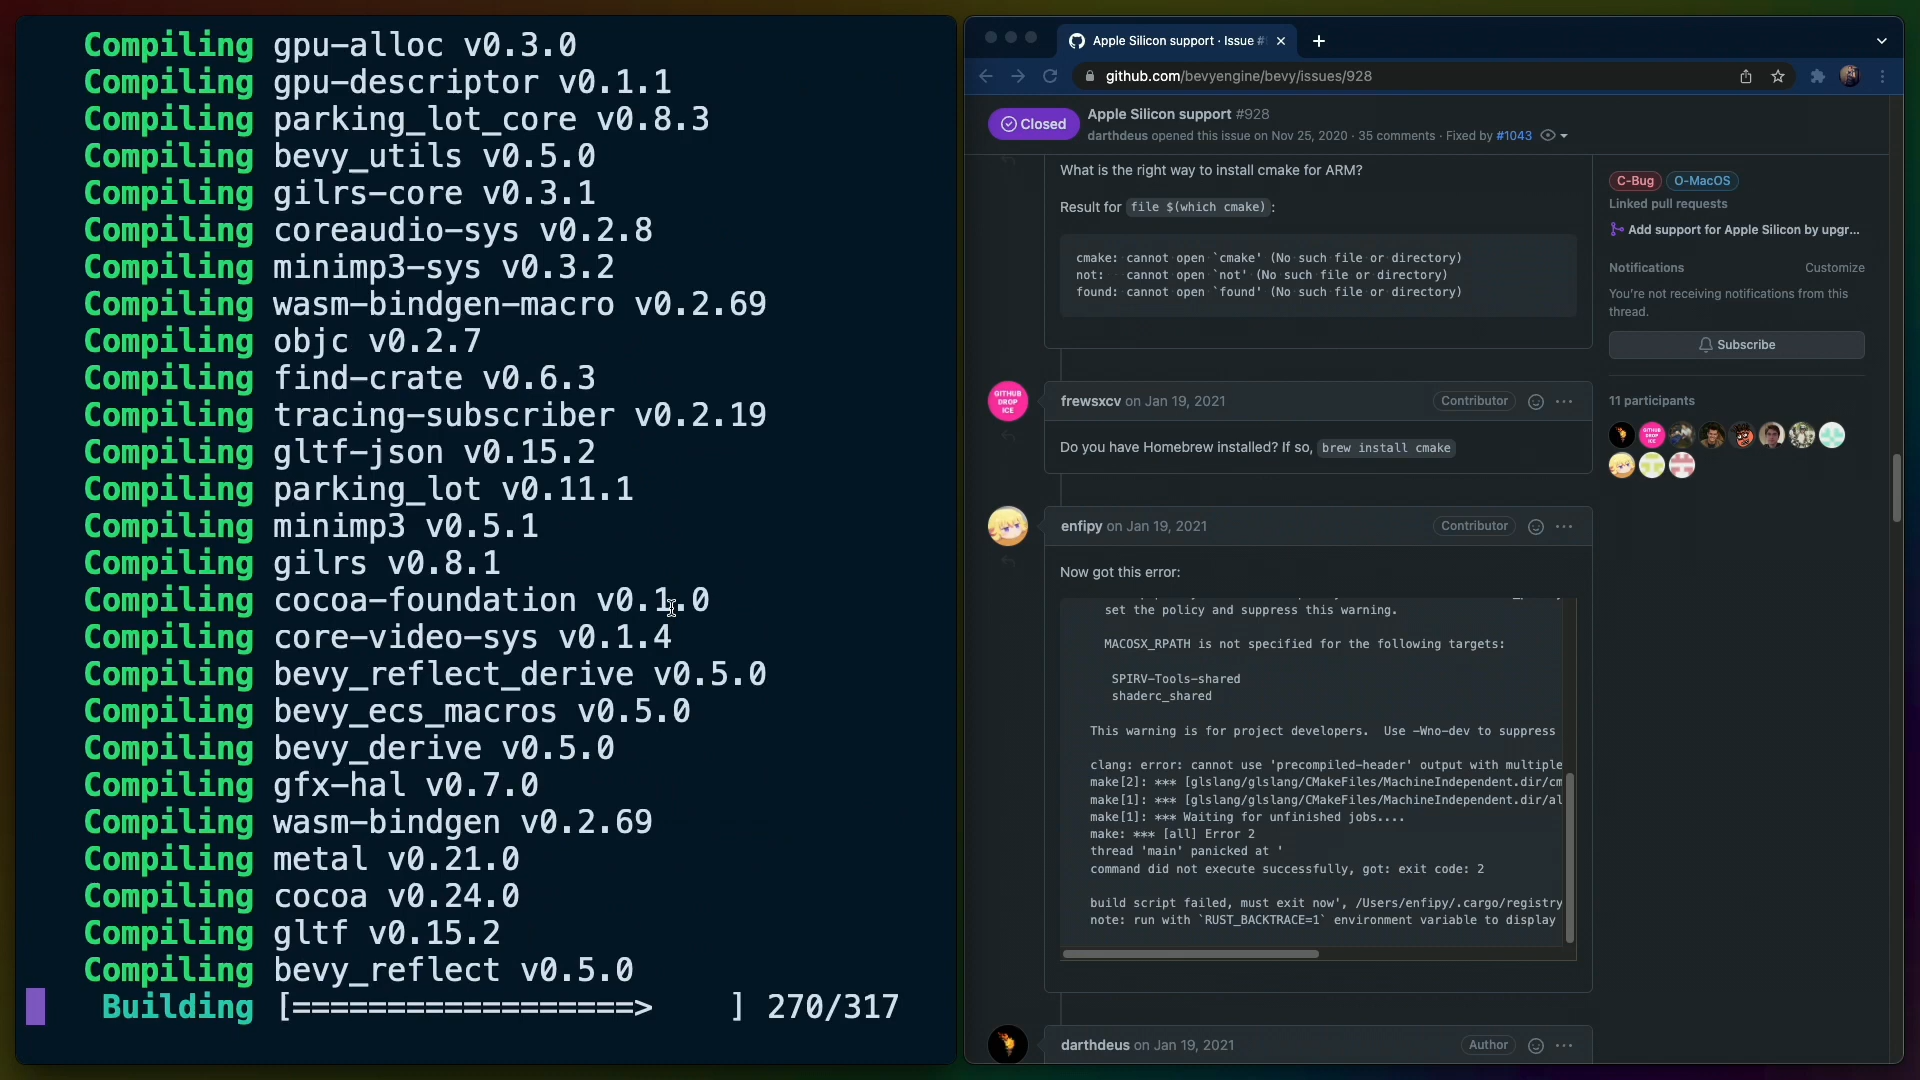 Compiling gpu-alloc v0.3.0
Compiling gpu-descriptor v0.1.1
Compiling parking_lot_core v0.8.3
Compiling bevy_utils v0.5.0
Compiling gilrs-core v0.3.1
Compiling coreaudio-sys v0.2.8
Compiling minimp3-sys v0.3.2
Compiling wasm-bindgen-macro v0.2.69
Compiling objc v0.2.7
Compiling find-crate v0.6.3
Compiling tracing-subscriber v0.2.19
Compiling gltf-json v0.15.2
Compiling parking_lot v0.11.1
Compiling minimp3 v0.5.1
Compiling gilrs v0.8.1
Compiling cocoa-foundation v0.1.0
Compiling core-video-sys v0.1.4
Compiling bevy_reflect_derive v0.5.0
Compiling bevy_ecs_macros v0.5.0
Compiling bevy_derive v0.5.0
Compiling gfx-hal v0.7.0
Compiling wasm-bindgen v0.2.69
Compiling metal v0.21.0
Compiling cocoa v0.24.0
Compiling gltf v0.15.2
Compiling bevy_reflect v0.5.0
Building [==================>    ] 270/317
Apple Silicon support · Issue #
github.com/bevyengine/bevy/issues/928
Closed
Apple Silicon support #928
darthdeus opened this issue on Nov 25, 2020 · 35 comments · Fixed by #1043
What is the right way to install cmake for ARM?
Result for file $(which cmake):
cmake: cannot open `cmake' (No such file or directory)
not:   cannot open `not' (No such file or directory)
found: cannot open `found' (No such file or directory)
GITHUB DROP ICE
frewsxcv on Jan 19, 2021
Contributor
Do you have Homebrew installed? If so, brew install cmake
enfipy on Jan 19, 2021
Contributor
Now got this error:
set the policy and suppress this warning.
MACOSX_RPATH is not specified for the following targets:
SPIRV-Tools-shared
shaderc_shared
This warning is for project developers.  Use -Wno-dev to suppress
clang: error: cannot use 'precompiled-header' output with multiple
make[2]: *** [glslang/glslang/CMakeFiles/MachineIndependent.dir/cm
make[1]: *** [glslang/glslang/CMakeFiles/MachineIndependent.dir/al
make[1]: *** Waiting for unfinished jobs....
make: *** [all] Error 2
thread 'main' panicked at '
command did not execute successfully, got: exit code: 2
build script failed, must exit now', /Users/enfipy/.cargo/registry
note: run with `RUST_BACKTRACE=1` environment variable to display
darthdeus on Jan 19, 2021
Author
C-Bug O-MacOS
Linked pull requests
Add support for Apple Silicon by upgr...
Notifications
Customize
You're not receiving notifications from this
thread.
Subscribe
11 participants